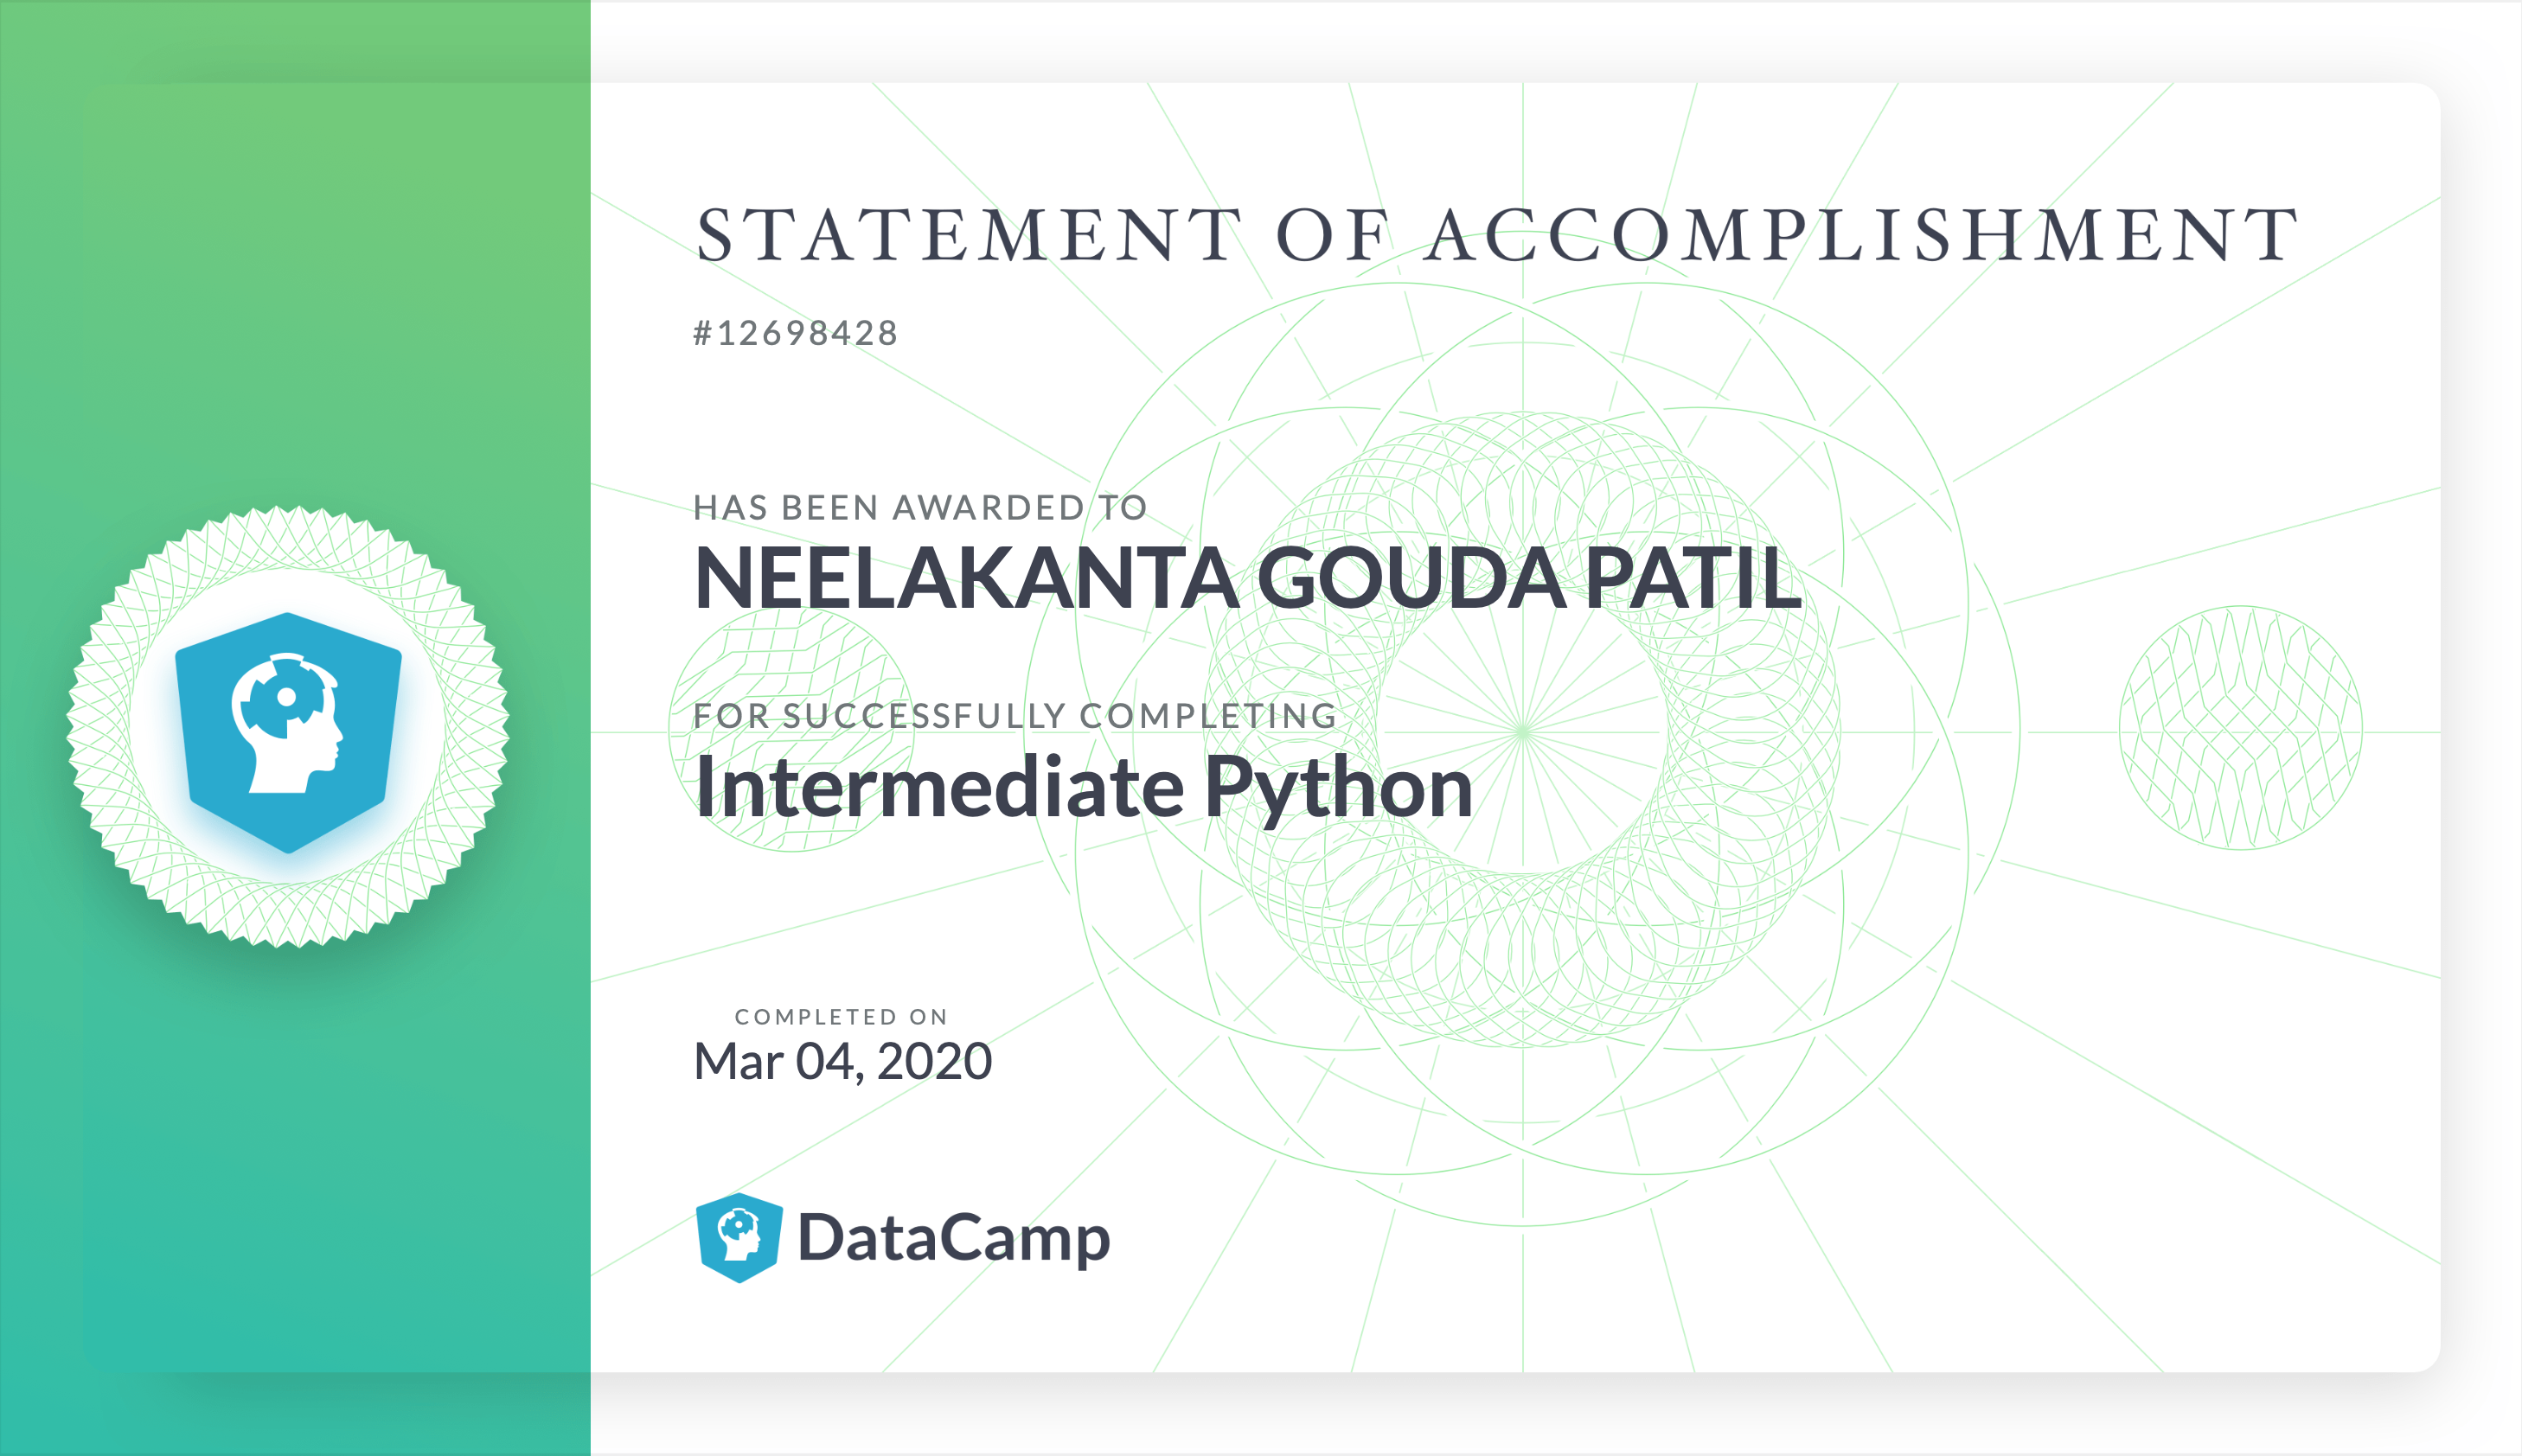 STATEMENT OF ACCOMPLISHMENT
#12698428
HAS BEEN AWARDED TO
NEELAKANTA GOUDA PATIL
FOR SUCCESSFULLY COMPLETING
Intermediate Python
COMPLETED ON
Mar 04, 2020
DataCamp